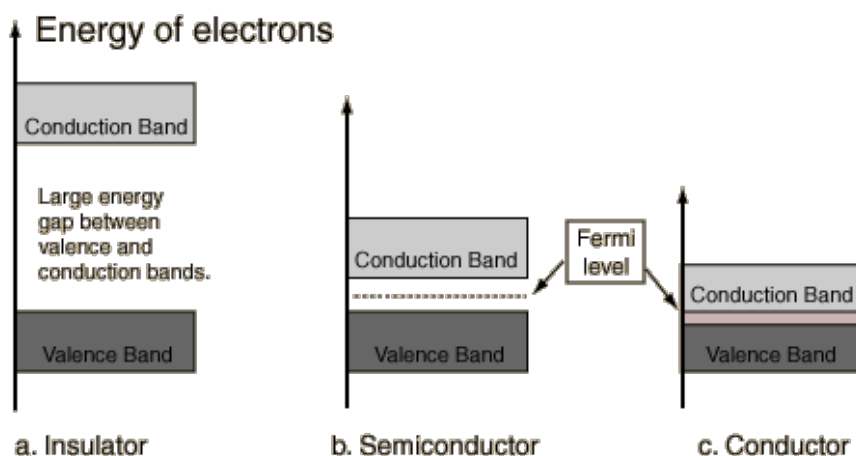 Energy of electrons
Conduction Band
Large energy
gap between
valence and
conduction bands.
Valence Band
a. Insulator
Conduction Band
Valence Band
b. Semiconductor
Fermi
level
Conduction Band
Valence Band
c. Conductor